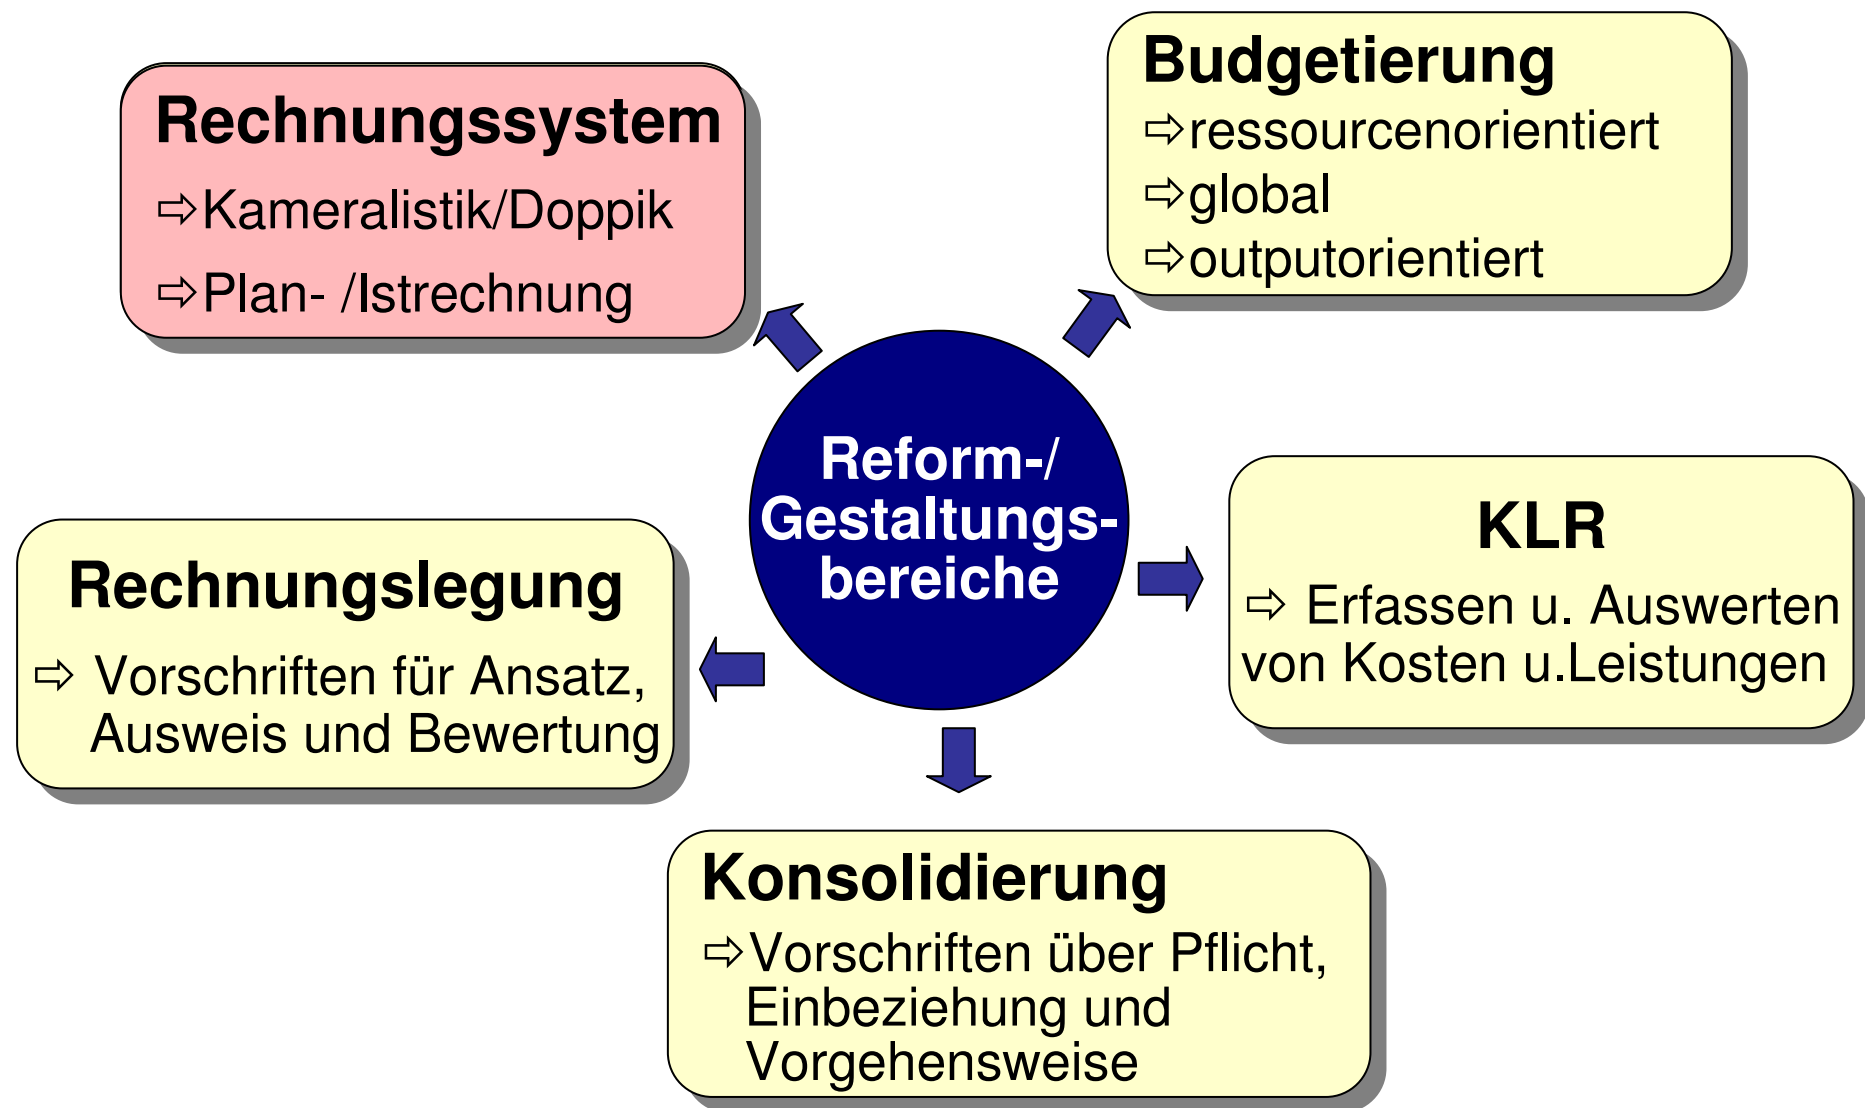 Rechnungssystem
⇨Kameralistik/Doppik
⇨Plan- /Istrechnung
Budgetierung
⇨ressourcenorientiert
⇨global
⇨outputorientiert
Reform-/
Gestaltungs-
bereiche
Rechnungslegung
⇨ Vorschriften für Ansatz,
Ausweis und Bewertung
KLR
⇨ Erfassen u. Auswerten
von Kosten u.Leistungen
Konsolidierung
⇨Vorschriften über Pflicht,
Einbeziehung und
Vorgehensweise